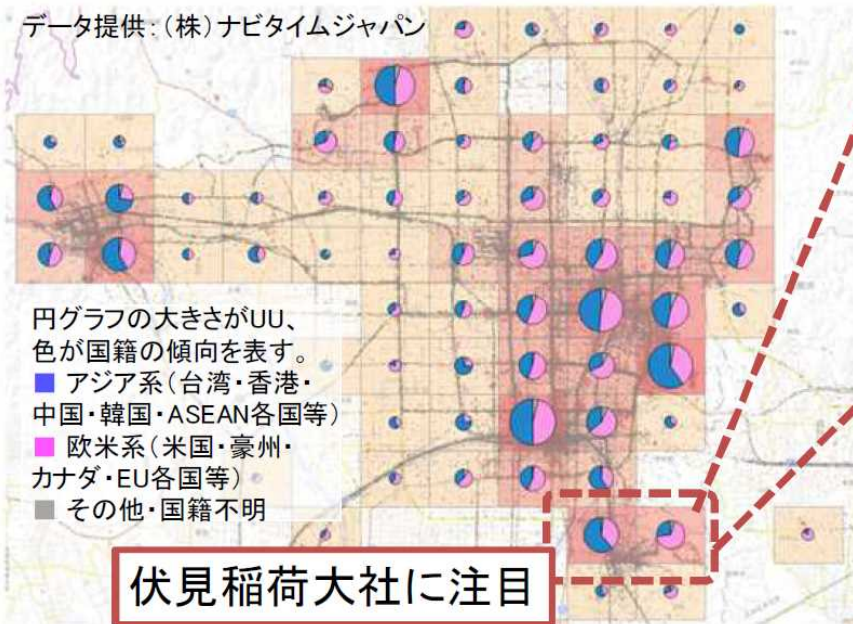 データ提供:(株)ナビタイムジャパン
円グラフの大きさがUU、
色が国籍の傾向を表す。
アジア系(台湾・香港・
中国・韓国・ASEAN各国等)
欧米系(米国・豪州・
カナダ・EU各国等)
その他・国籍不明
伏見稲荷大社に注目